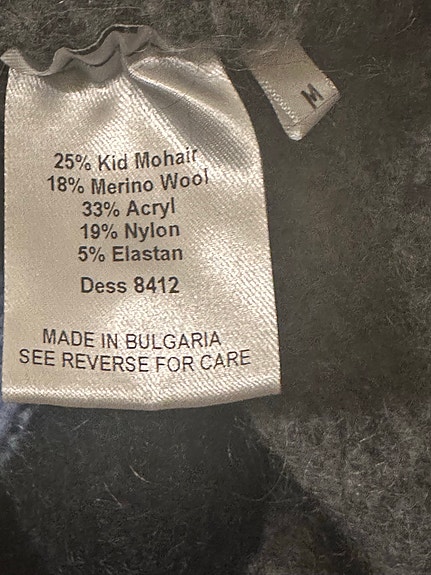 25% Kid Mohair
18% Merino Wool
33% Acryl
19% Nylon
5% Elastan
Dess 8412
MADE IN BULGARIA
SEE REVERSE FOR CARE
M